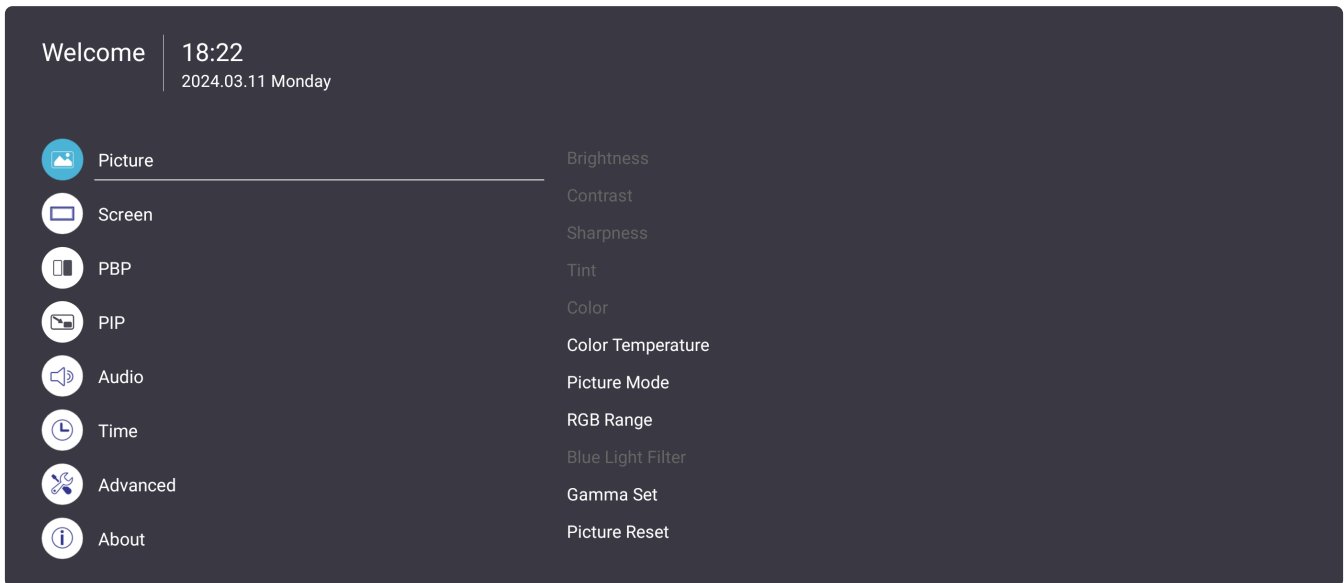 Welcome
18:22
2024.03.11 Monday
Picture
Screen
PBP
PIP
Audio
Time
Advanced
About
Brightness
Contrast
Sharpness
Tint
Color
Color Temperature
Picture Mode
RGB Range
Blue Light Filter
Gamma Set
Picture Reset